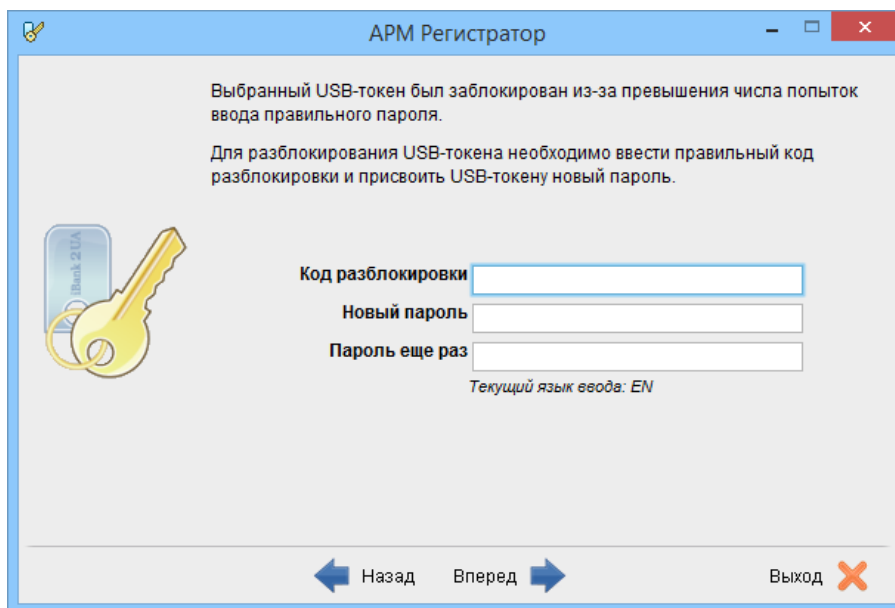 АРМ Регистратор
Выбранный USB-токен был заблокирован из-за превышения числа попыток
ввода правильного пароля.
Для разблокирования USB-токена необходимо ввести правильный код
разблокировки и присвоить USB-токену новый пароль.
iBank 2 UA
Код разблокировки
Новый пароль
Пароль еще раз
Текущий язык ввода: EN
Назад
Вперед
Выход